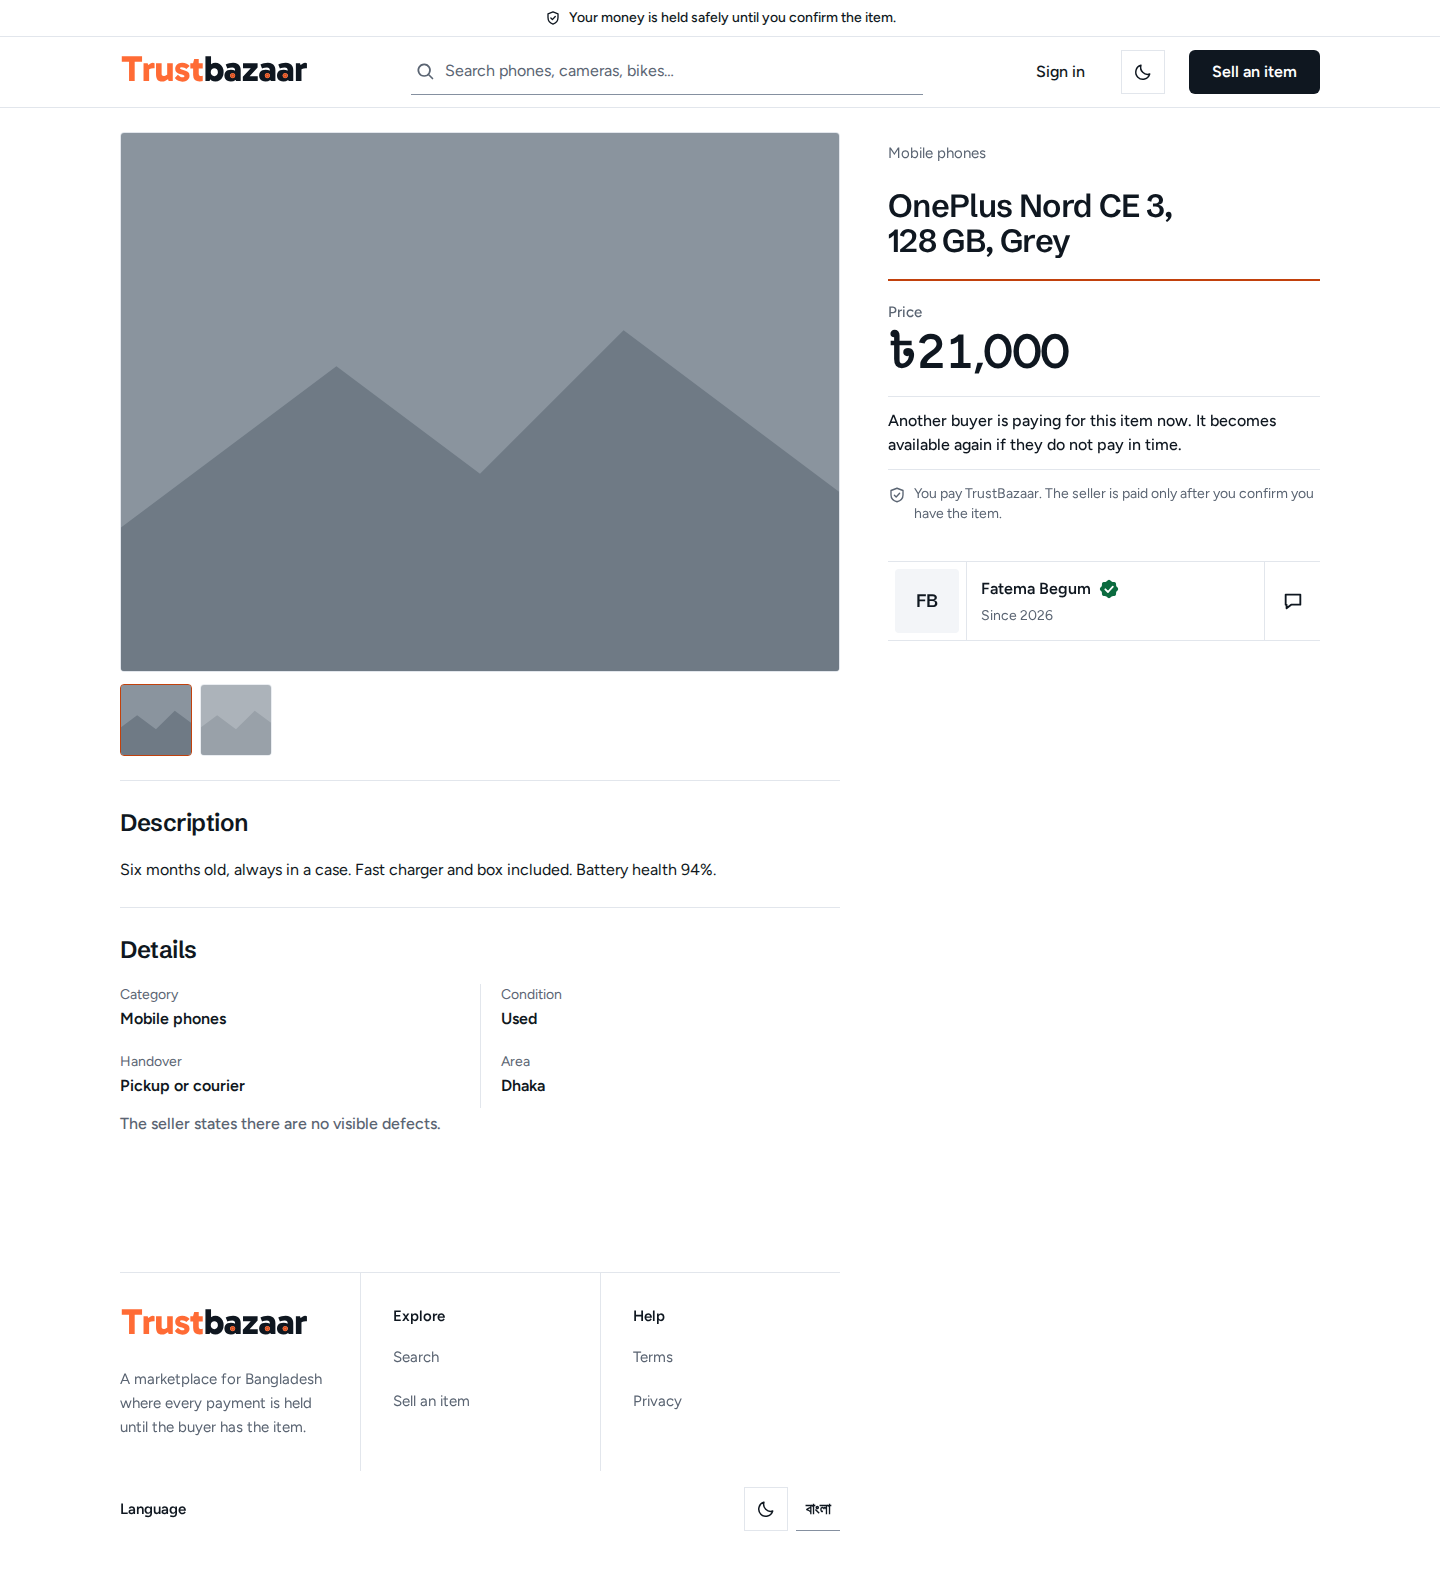 Your money is held safely until you confirm the item.
Trustbazaar
Search phones, cameras, bikes...
Sign in
Sell an item
Mobile phones
OnePlus Nord CE 3,
128 GB, Grey
Price
৳21,000
Another buyer is paying for this item now. It becomes
available again if they do not pay in time.
You pay TrustBazaar. The seller is paid only after you confirm you
have the item.
FB
Fatema Begum
Since 2026
Description
Six months old, always in a case. Fast charger and box included. Battery health 94%.
Details
Category
Mobile phones
Condition
Used
Handover
Pickup or courier
Area
Dhaka
The seller states there are no visible defects.
Trustbazaar
A marketplace for Bangladesh
where every payment is held
until the buyer has the item.
Explore
Search
Sell an item
Help
Terms
Privacy
Language
বাংলা